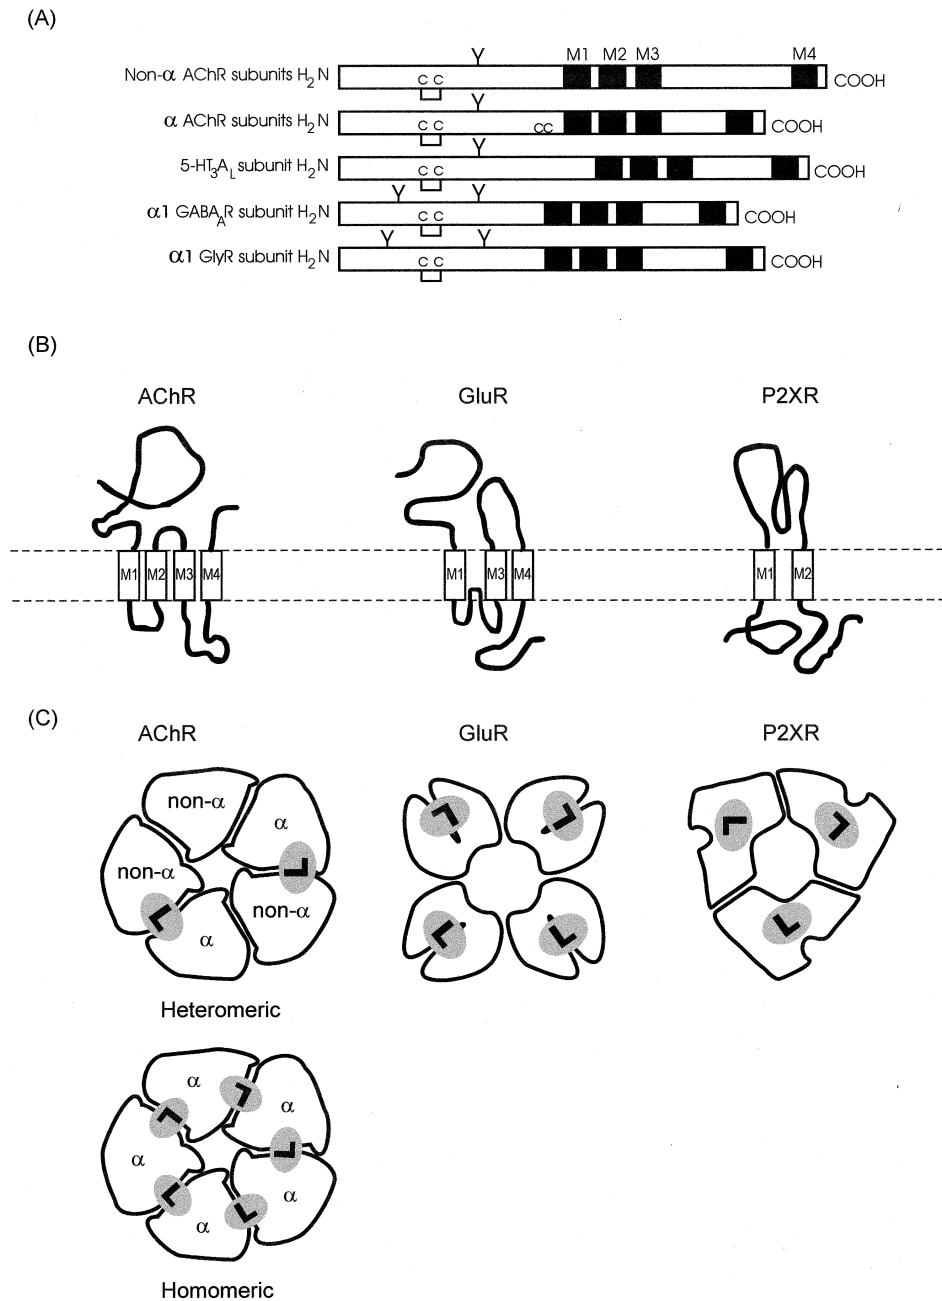 (A)
M1 M2 M3 M4
Y
Non-α AChR subunits H2N C C COOH
Y
α AChR subunits H2N C C CC COOH
Y
5-HT3AL subunit H2N C C COOH
Y Y
α1 GABAAR subunit H2N C C COOH
Y Y
α1 GlyR subunit H2N C C COOH
(B)
AChR GluR P2XR
M1 M2 M3 M4 M1 M3 M4 M1 M2
(C)
AChR GluR P2XR
non-α
α
non-α
non-α
α
Heteromeric
α
α
α
α
α
Homomeric